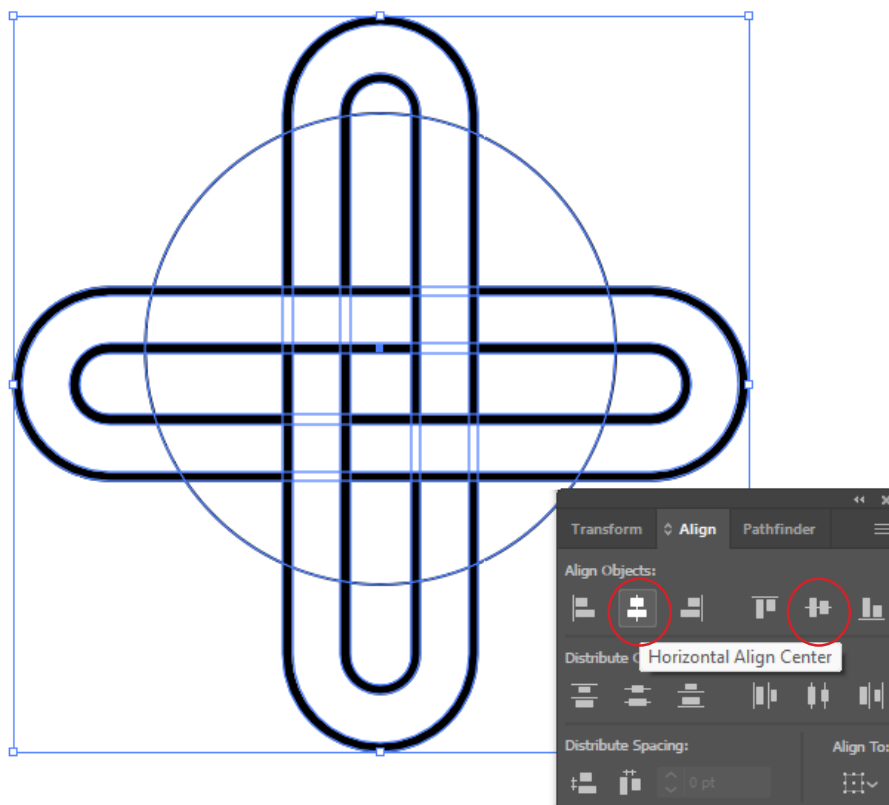 Transform Align Pathfinder
Align Objects:
Distribute
Horizontal Align Center
Distribute Spacing: Align To:
0 pt